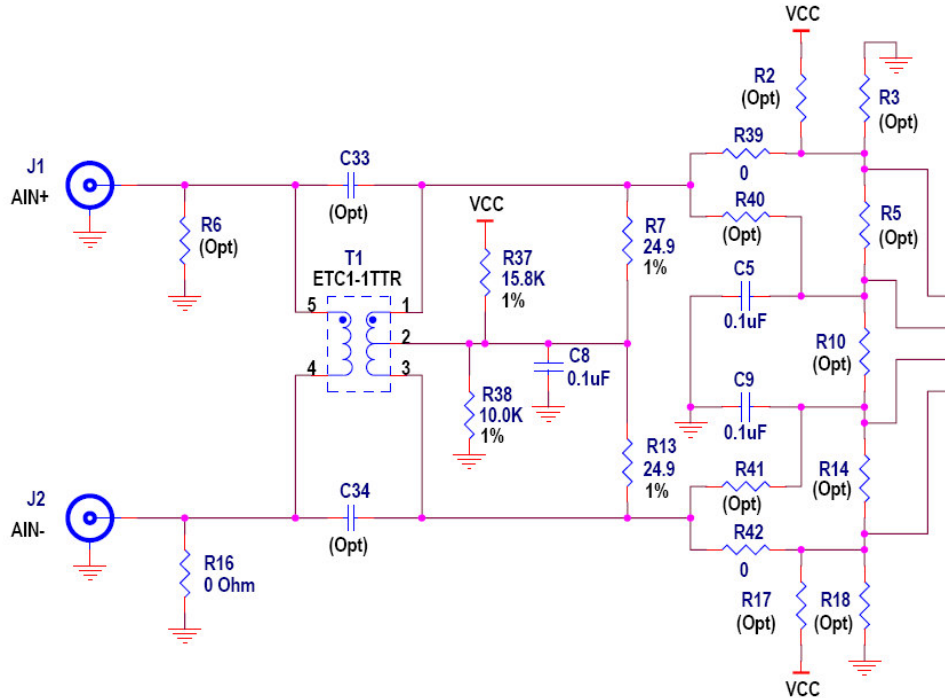 VCC
R2
(Opt)
R3
(Opt)
J1
AIN+
C33
(Opt)
R39
0
R40
(Opt)
R6
(Opt)
VCC
R37
15.8K
1%
R7
24.9
1%
R5
(Opt)
T1
ETC1-1TTR
5
1
2
4
3
C5
0.1uF
C8
0.1uF
R10
(Opt)
R38
10.0K
1%
C9
0.1uF
R13
24.9
1%
R41
(Opt)
R14
(Opt)
J2
AIN-
C34
(Opt)
R42
0
R16
0 Ohm
R17
(Opt)
R18
(Opt)
VCC